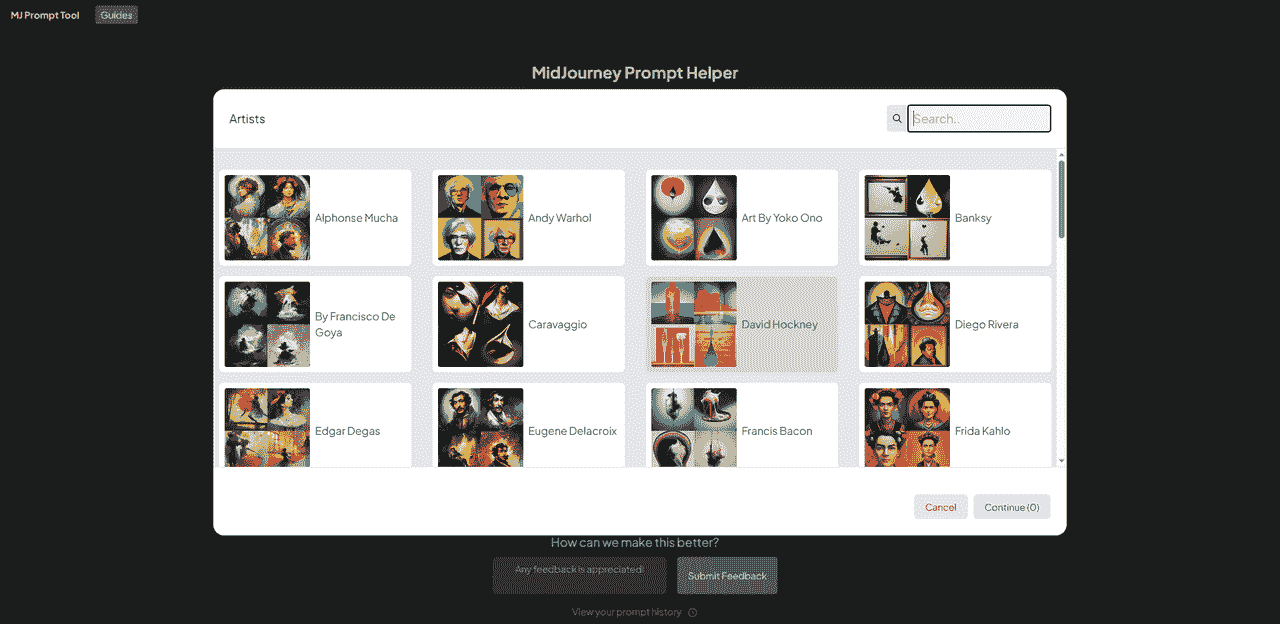 MJ Prompt Tool
Guides
MidJourney Prompt Helper
Artists
Search..
Alphonse Mucha
Andy Warhol
Art By Yoko Ono
Banksy
By Francisco De
Goya
Caravaggio
David Hockney
Diego Rivera
Edgar Degas
Eugene Delacroix
Francis Bacon
Frida Kahlo
Cancel
Continue (0)
How can we make this better?
Any feedback is appreciated!
Submit Feedback
View your prompt history